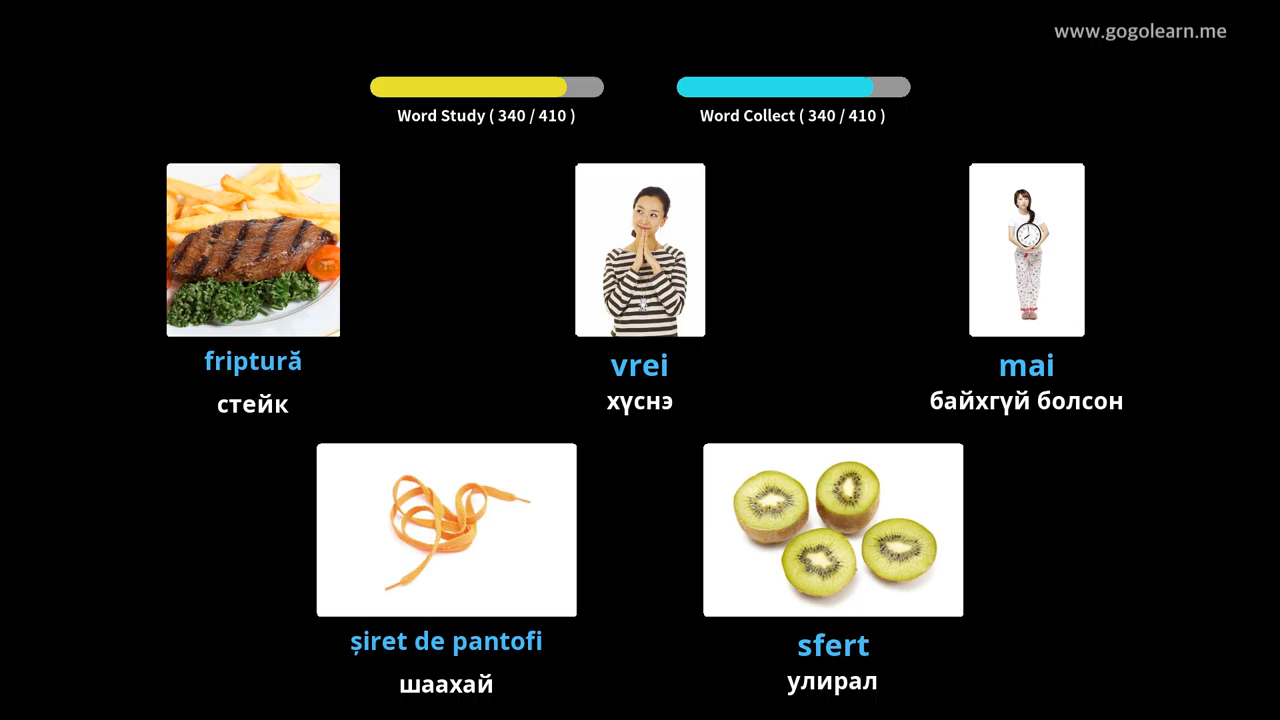 www.gogolearn.me
Word Study ( 340 / 410 )
Word Collect ( 340 / 410 )
friptură
стейк
vrei
хүснэ
mai
байхгүй болсон
șiret de pantofi
шаахай
sfert
улирал